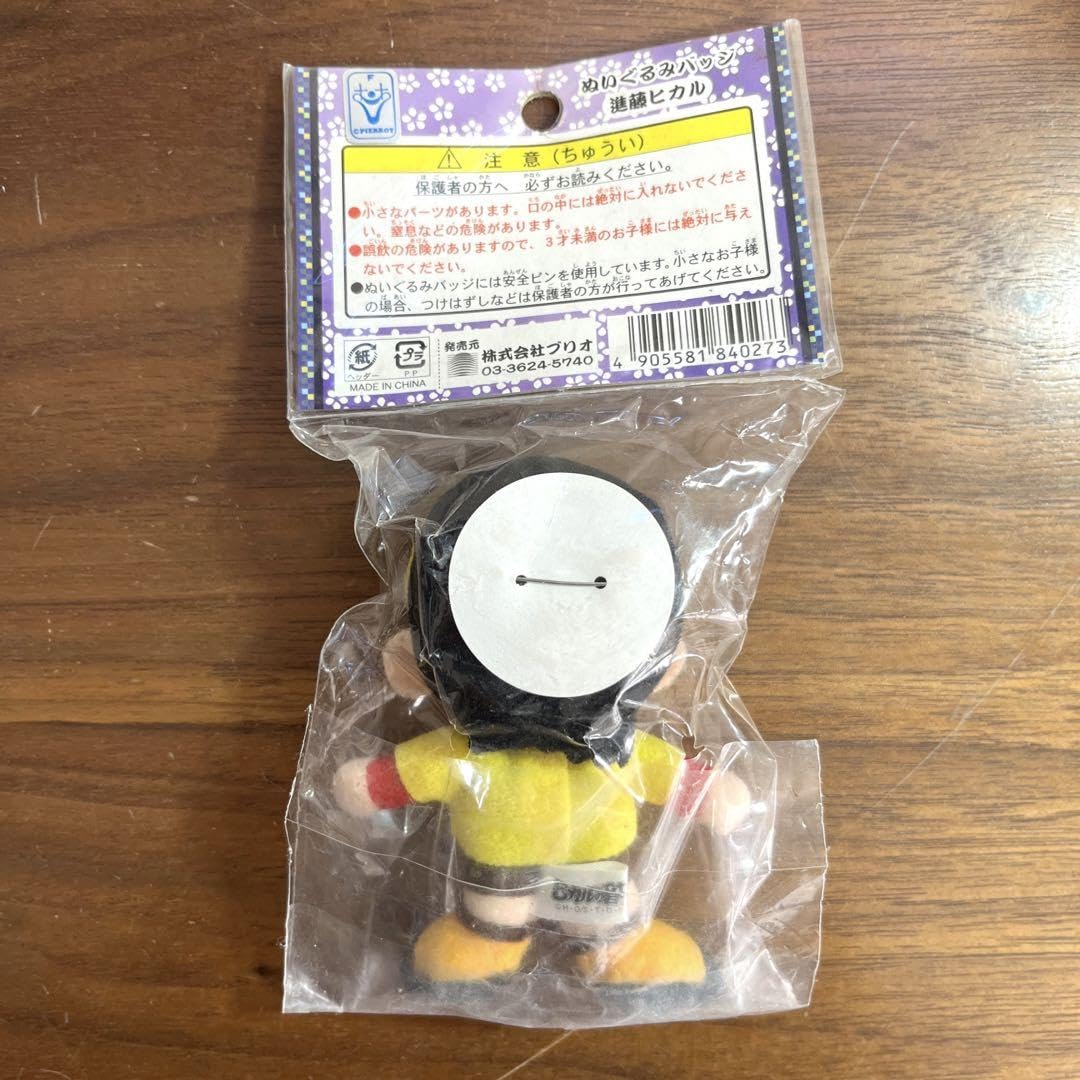 ぬいぐるみバッジ
進藤ヒカル
©PIERROT
⚠ 注意(ちゅうい)
保護者の方へ 必ずお読みください。
●小さなパーツがあります。口の中には絶対に入れないでくださ
い。窒息などの危険があります。
●誤飲の危険がありますので、3才未満のお子様には絶対に与え
ないでください。
●ぬいぐるみバッジには安全ピンを使用しています。小さなお子様
の場合、つけはずしなどは保護者の方が行ってあげてください。
紙
ヘッダー
プラ
PP
MADE IN CHINA
発売元
株式会社ブリオ
03-3624-5740
4 905581 840273
ヒカルの碁